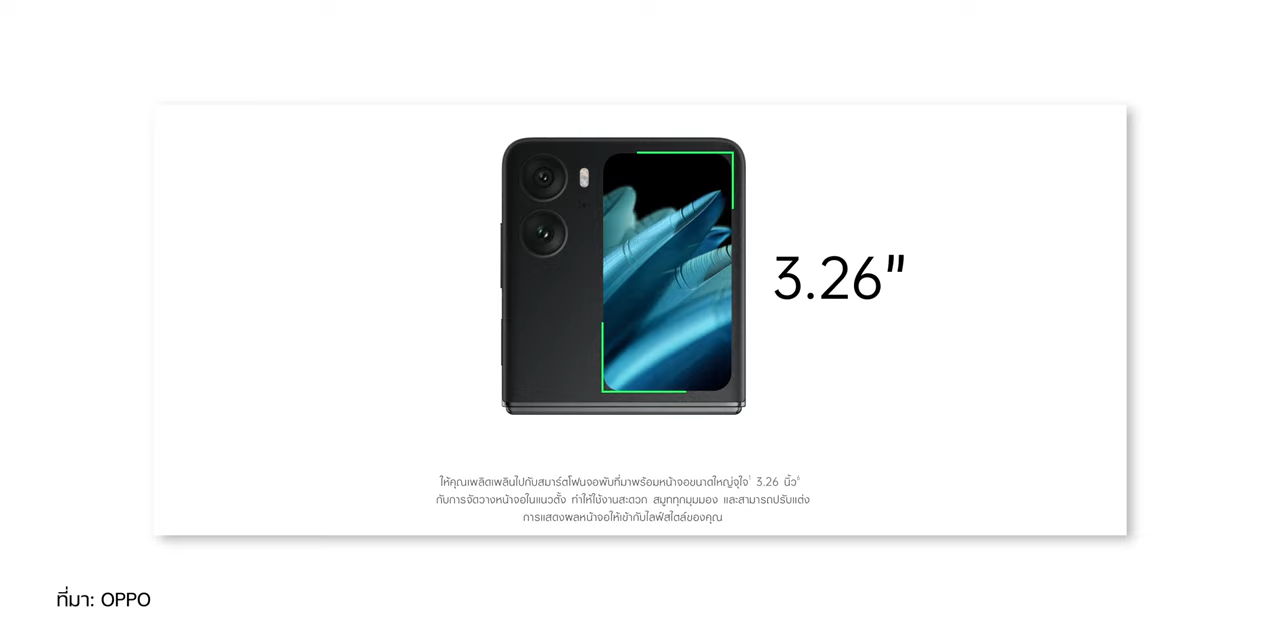 3.26"
ให้คุณเพลิดเพลินไปกับสมาร์ตโฟนจอพับที่มาพร้อมหน้าจอขนาดใหญ่จุใจ¹ 3.26 นิ้ว⁶
กับการจัดวางหน้าจอในแนวตั้ง ทำให้ใช้งานสะดวก สมูททุกมุมมอง และสามารถปรับแต่ง
การแสดงผลหน้าจอให้เข้ากับไลฟ์สไตล์ของคุณ
ที่มา: OPPO